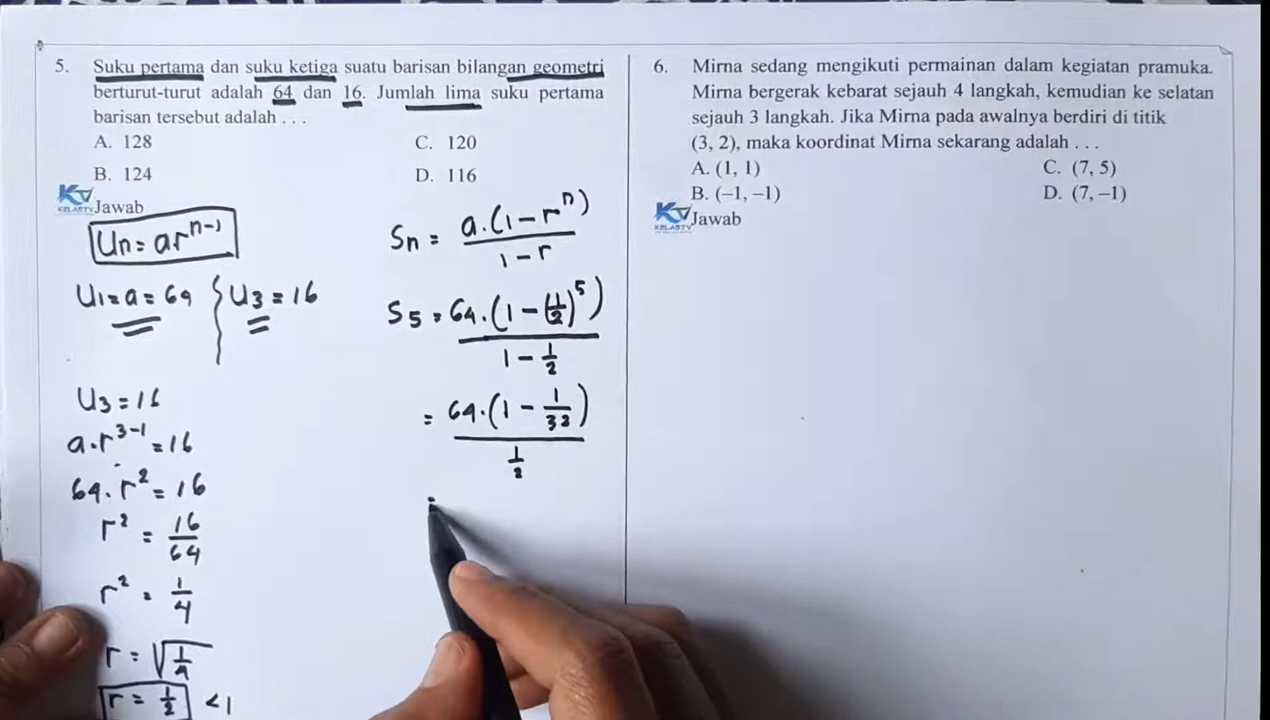 5. Suku pertama dan suku ketiga suatu barisan bilangan geometri
berturut-turut adalah 64 dan 16. Jumlah lima suku pertama
barisan tersebut adalah . . .
A. 128
C. 120
B. 124
D. 116
KELASTV Jawab
Un = ar^(n-1)
U1 = a = 64 { U3 = 16
U3 = 16
a . r^(3-1) = 16
64 . r² = 16
r² = 16/64
r² = 1/4
r = √(1/4)
r = 1/2 <1
Sn = a.(1 - r^n) / 1 - r
S5 = 64.(1 - (1/2)^5) / 1 - 1/2
= 64.(1 - 1/32) / 1/2
6. Mirna sedang mengikuti permainan dalam kegiatan pramuka.
Mirna bergerak kebarat sejauh 4 langkah, kemudian ke selatan
sejauh 3 langkah. Jika Mirna pada awalnya berdiri di titik
(3, 2), maka koordinat Mirna sekarang adalah . . .
A. (1, 1)
C. (7, 5)
B. (−1, −1)
D. (7, −1)
KELASTV Jawab